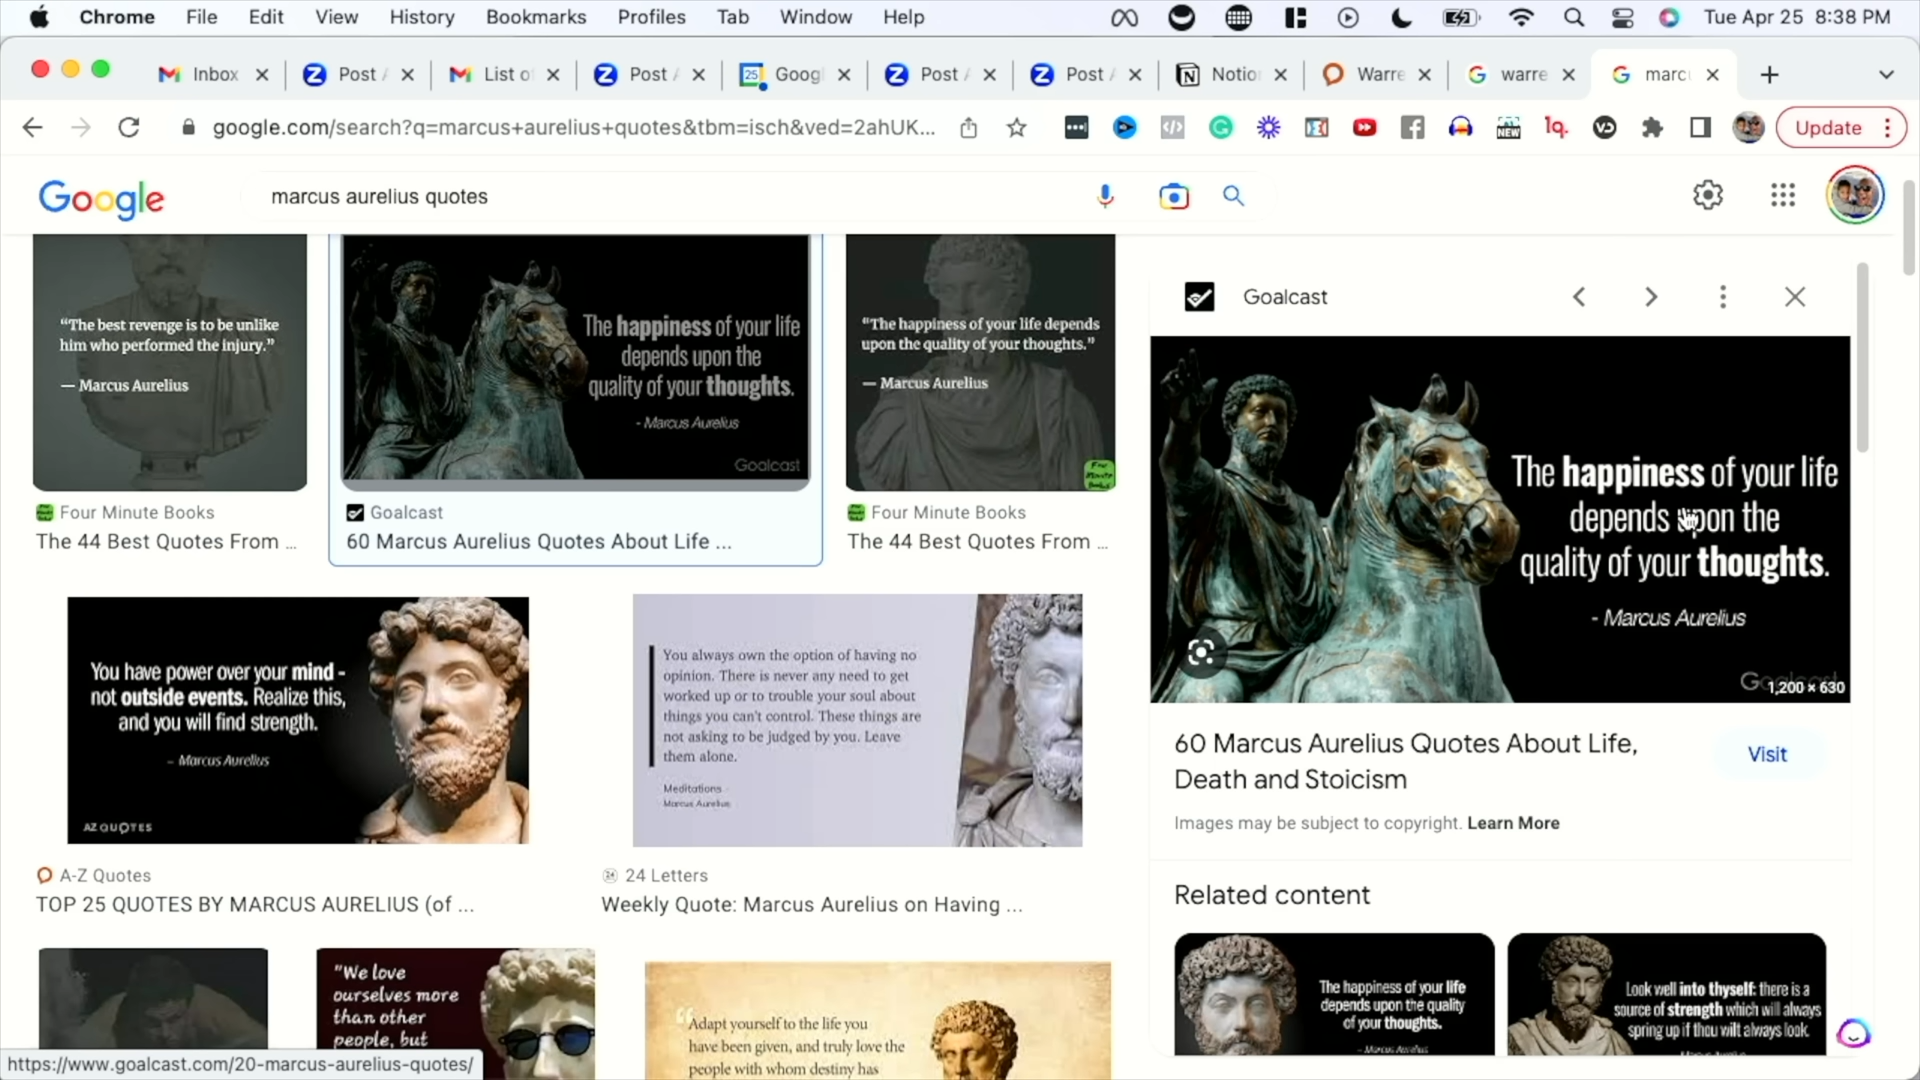 Chrome File Edit View History Bookmarks Profiles Tab Window Help Tue Apr 25 8:38 PM
Inbox Post List o Post Goog Post Post Notio Warre warre marc
25
google.com/search?q=marcus+aurelius+quotes&tbm=isch&ved=2ahUK... NEW 1q. Update
Google marcus aurelius quotes
“The best revenge is to be unlike
him who performed the injury.”
— Marcus Aurelius
The happiness of your life
depends upon the
quality of your thoughts.
- Marcus Aurelius
Goalcast
“The happiness of your life depends
upon the quality of your thoughts.”
— Marcus Aurelius
Four Minute Books
Four Minute Books
The 44 Best Quotes From ...
Goalcast
60 Marcus Aurelius Quotes About Life ...
Four Minute Books
The 44 Best Quotes From ...
You have power over your mind -
not outside events. Realize this,
and you will find strength.
- Marcus Aurelius
AZ QUOTES
You always own the option of having no
opinion. There is never any need to get
worked up or to trouble your soul about
things you can't control. These things are
not asking to be judged by you. Leave
them alone.
Meditations
Marcus Aurelius
A-Z Quotes
TOP 25 QUOTES BY MARCUS AURELIUS (of ...
24 Letters
Weekly Quote: Marcus Aurelius on Having ...
"We love
ourselves more
than other
people, but
Adapt yourself to the life you
have been given, and truly love the
people with whom destiny has
Goalcast
The happiness of your life
depends upon the
quality of your thoughts.
- Marcus Aurelius
1,200 × 630
60 Marcus Aurelius Quotes About Life,
Death and Stoicism
Visit
Images may be subject to copyright. Learn More
Related content
The happiness of your life
depends upon the quality
of your thoughts.
- Marcus Aurelius
Look well into thyself; there is a
source of strength which will always
spring up if thou wilt always look.
https://www.goalcast.com/20-marcus-aurelius-quotes/